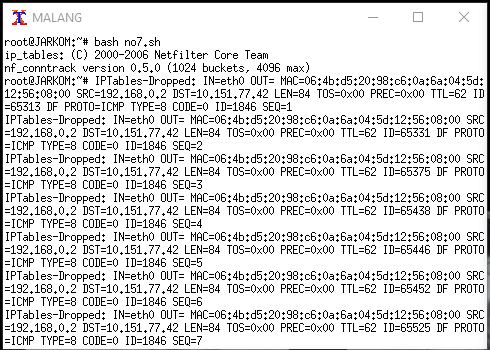 MALANG
root@JARKOM:~# bash no7.sh
ip_tables: (C) 2000-2006 Netfilter Core Team
nf_conntrack version 0.5.0 (1024 buckets, 4096 max)
root@JARKOM:~# IPTables-Dropped: IN=eth0 OUT= MAC=06:4b:d5:20:98:c6:0a:6a:04:5d:
12:56:08:00 SRC=192.168.0.2 DST=10.151.77.42 LEN=84 TOS=0x00 PREC=0x00 TTL=62 ID
=65313 DF PROTO=ICMP TYPE=8 CODE=0 ID=1846 SEQ=1
IPTables-Dropped: IN=eth0 OUT= MAC=06:4b:d5:20:98:c6:0a:6a:04:5d:12:56:08:00 SRC
=192.168.0.2 DST=10.151.77.42 LEN=84 TOS=0x00 PREC=0x00 TTL=62 ID=65331 DF PROTO
=ICMP TYPE=8 CODE=0 ID=1846 SEQ=2
IPTables-Dropped: IN=eth0 OUT= MAC=06:4b:d5:20:98:c6:0a:6a:04:5d:12:56:08:00 SRC
=192.168.0.2 DST=10.151.77.42 LEN=84 TOS=0x00 PREC=0x00 TTL=62 ID=65375 DF PROTO
=ICMP TYPE=8 CODE=0 ID=1846 SEQ=3
IPTables-Dropped: IN=eth0 OUT= MAC=06:4b:d5:20:98:c6:0a:6a:04:5d:12:56:08:00 SRC
=192.168.0.2 DST=10.151.77.42 LEN=84 TOS=0x00 PREC=0x00 TTL=62 ID=65438 DF PROTO
=ICMP TYPE=8 CODE=0 ID=1846 SEQ=4
IPTables-Dropped: IN=eth0 OUT= MAC=06:4b:d5:20:98:c6:0a:6a:04:5d:12:56:08:00 SRC
=192.168.0.2 DST=10.151.77.42 LEN=84 TOS=0x00 PREC=0x00 TTL=62 ID=65446 DF PROTO
=ICMP TYPE=8 CODE=0 ID=1846 SEQ=5
IPTables-Dropped: IN=eth0 OUT= MAC=06:4b:d5:20:98:c6:0a:6a:04:5d:12:56:08:00 SRC
=192.168.0.2 DST=10.151.77.42 LEN=84 TOS=0x00 PREC=0x00 TTL=62 ID=65452 DF PROTO
=ICMP TYPE=8 CODE=0 ID=1846 SEQ=6
IPTables-Dropped: IN=eth0 OUT= MAC=06:4b:d5:20:98:c6:0a:6a:04:5d:12:56:08:00 SRC
=192.168.0.2 DST=10.151.77.42 LEN=84 TOS=0x00 PREC=0x00 TTL=62 ID=65525 DF PROTO
=ICMP TYPE=8 CODE=0 ID=1846 SEQ=7